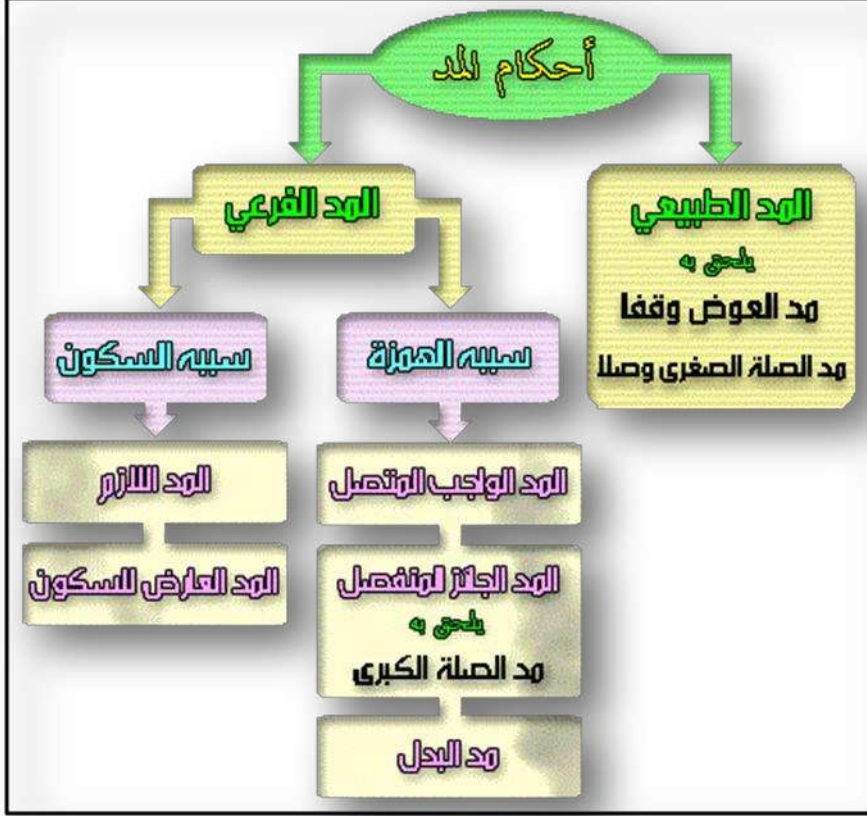 أحكام المد
المد الطبيعي
يلحق به
مد العوض وقفا
مد الصلة الصغرى وصلا
المد الفرعي
سببه الهمزة
المد الواجب المتصل
المد الجائز المنفصل
يلحق به
مد الصلة الكبرى
مد البدل
سببه السكون
المد اللازم
المد العارض للسكون